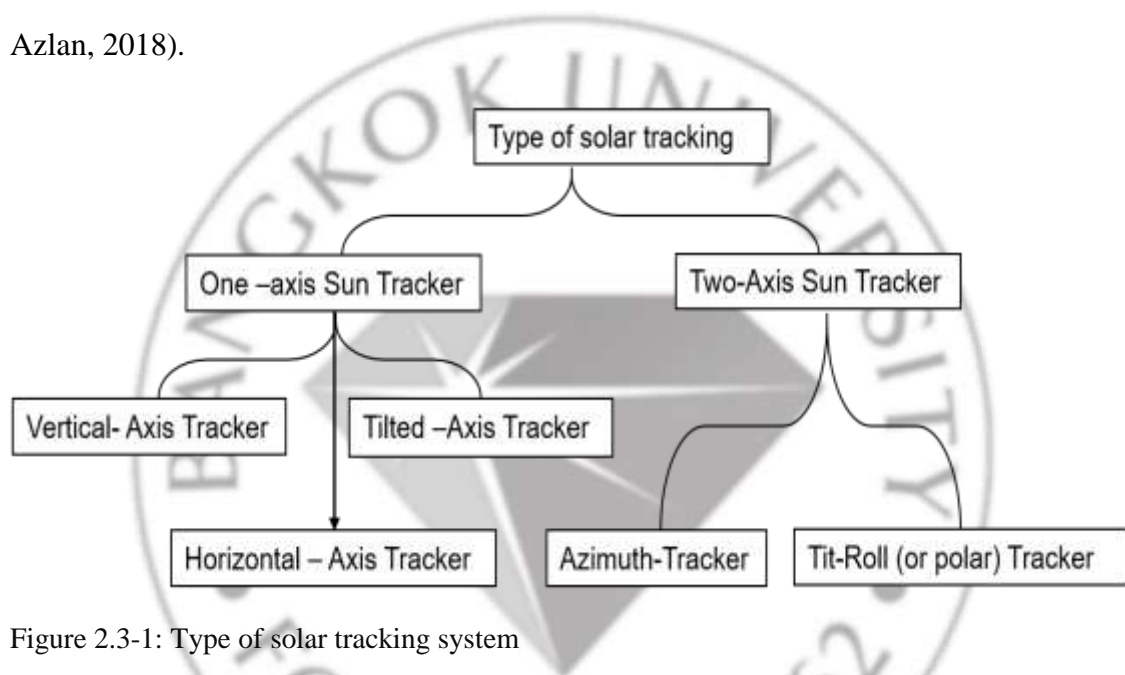 Azlan, 2018).
BANGKOK UNIVERSITY
Type of solar tracking
One –axis Sun Tracker
Two-Axis Sun Tracker
Vertical- Axis Tracker
Tilted –Axis Tracker
Horizontal – Axis Tracker
Azimuth-Tracker
Tit-Roll (or polar) Tracker
Figure 2.3-1: Type of solar tracking system